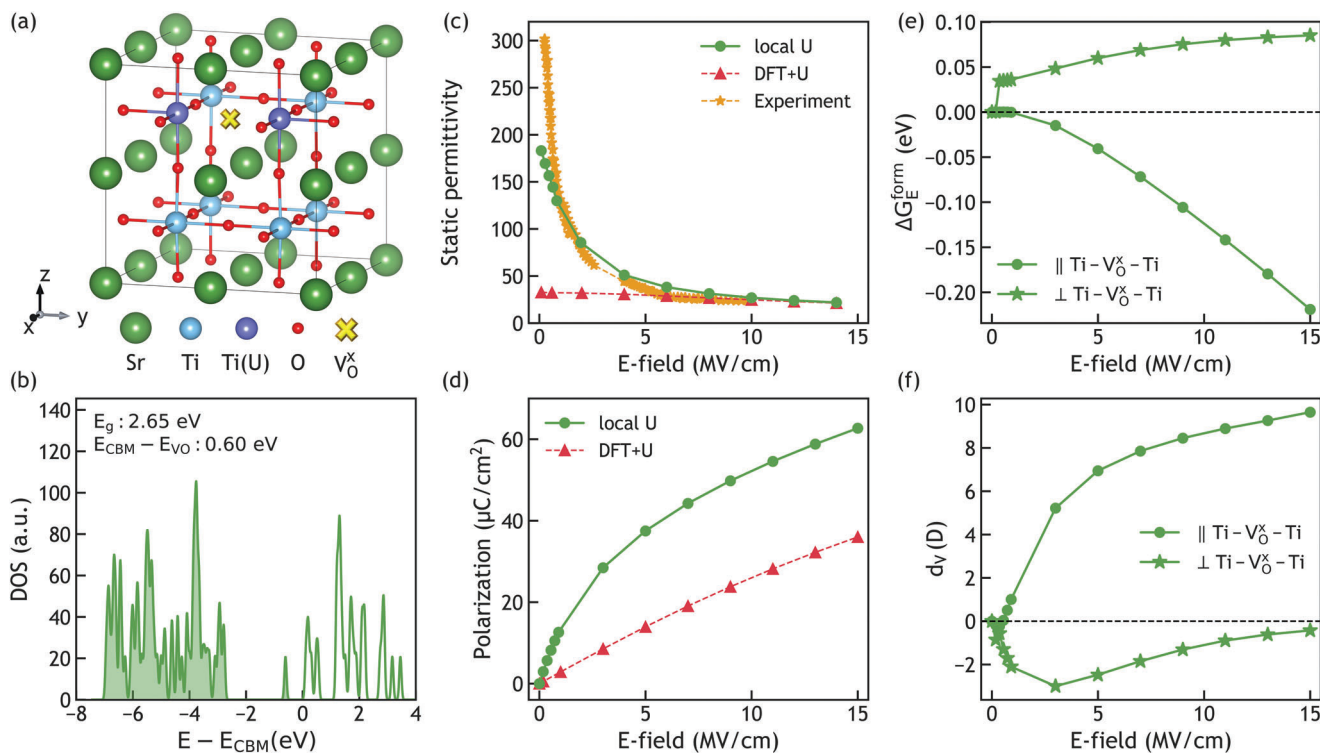 (a)
z
x
y
Sr Ti Ti(U) O V_O^x
(b)
E_g : 2.65 eV
E_CBM − E_VO : 0.60 eV
DOS (a.u.)
140
120
100
80
60
40
20
0
−8 −6 −4 −2 0 2 4
E − E_CBM(eV)
(c)
local U
DFT+U
Experiment
Static permittivity
300
250
200
150
100
50
0
0 5 10 15
E-field (MV/cm)
(d)
local U
DFT+U
Polarization (μC/cm²)
60
40
20
0
0 5 10 15
E-field (MV/cm)
(e)
ΔG_E^form (eV)
0.10
0.05
0.00
−0.05
−0.10
−0.15
−0.20
∥ Ti − V_O^x − Ti
⊥ Ti − V_O^x − Ti
0 5 10 15
E-field (MV/cm)
(f)
d_V (D)
10
8
6
4
2
0
−2
∥ Ti − V_O^x − Ti
⊥ Ti − V_O^x − Ti
0 5 10 15
E-field (MV/cm)